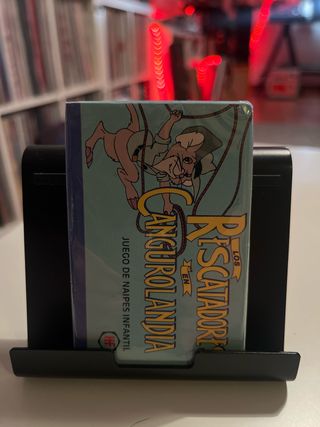 LOS
RESCATADORES
EN
CANGUROLANDIA
JUEGO DE NAIPES INFANTIL